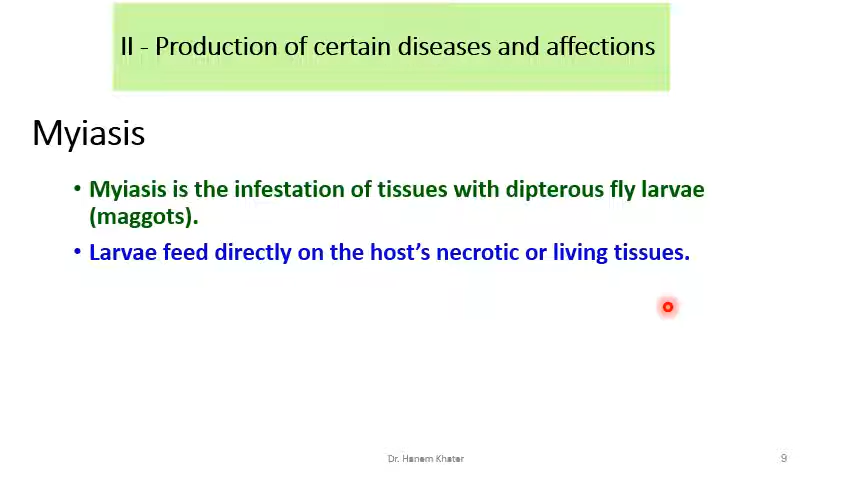 II - Production of certain diseases and affections
Myiasis
• Myiasis is the infestation of tissues with dipterous fly larvae
(maggots).
• Larvae feed directly on the host’s necrotic or living tissues.
Dr. Hanem Khater
9